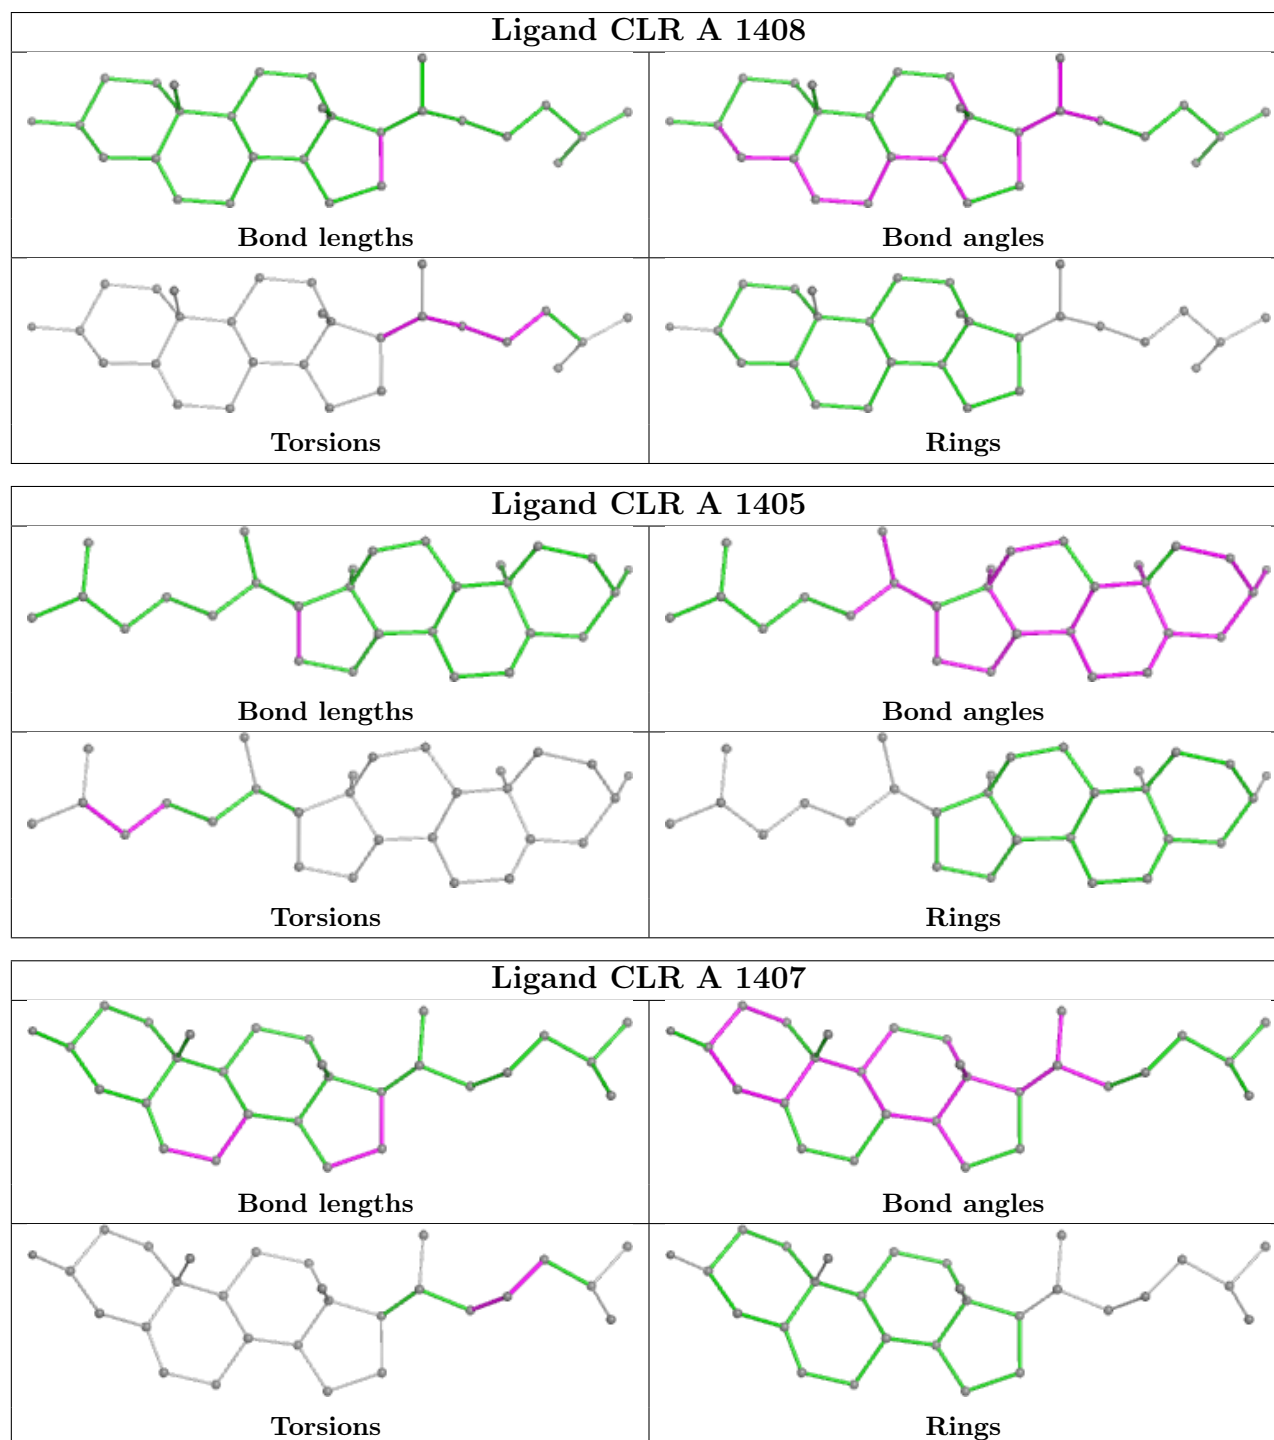 Ligand CLR A 1408
Bond lengths
Bond angles
Torsions
Rings
Ligand CLR A 1405
Bond lengths
Bond angles
Torsions
Rings
Ligand CLR A 1407
Bond lengths
Bond angles
Torsions
Rings